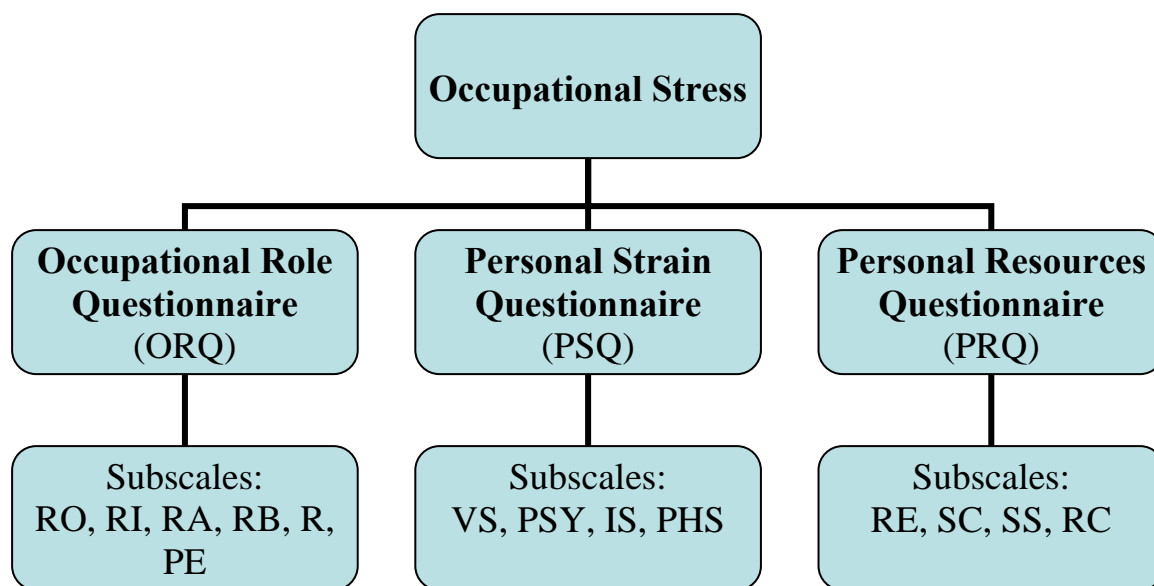 Occupational Stress
Occupational Role
Questionnaire
(ORQ)
Personal Strain
Questionnaire
(PSQ)
Personal Resources
Questionnaire
(PRQ)
Subscales:
RO, RI, RA, RB, R,
PE
Subscales:
VS, PSY, IS, PHS
Subscales:
RE, SC, SS, RC